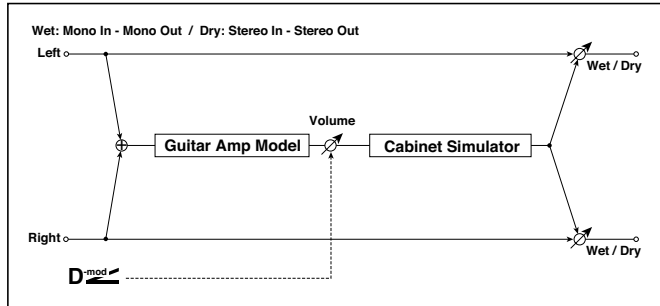 Wet: Mono In - Mono Out / Dry: Stereo In - Stereo Out
Left
Wet / Dry
Volume
Guitar Amp Model
Cabinet Simulator
Right
Wet / Dry
D-mod